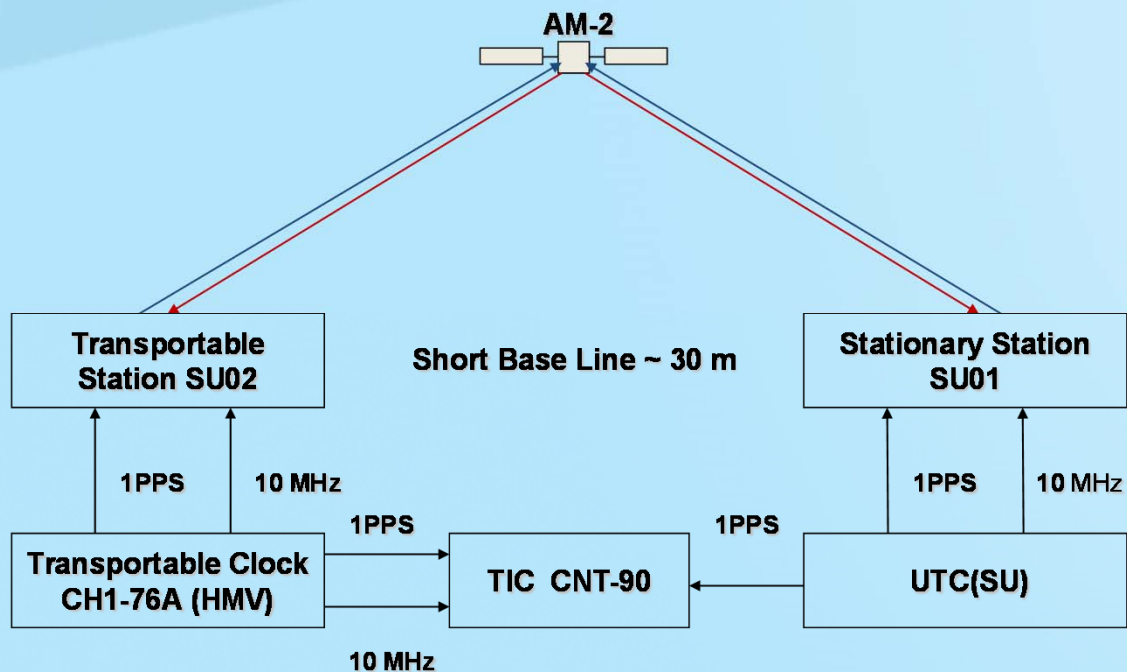 AM-2
Transportable
Station SU02
Short Base Line ~ 30 m
Stationary Station
SU01
1PPS
10 MHz
1PPS
10 MHz
1PPS
1PPS
Transportable Clock
CH1-76A (HMV)
TIC CNT-90
UTC(SU)
10 MHz